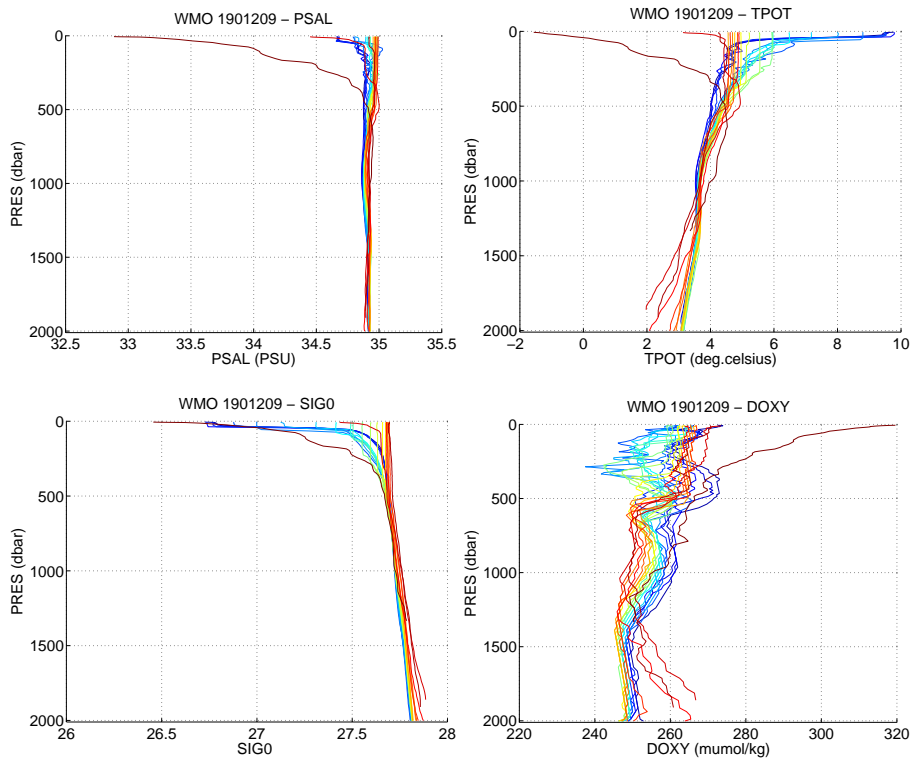 WMO 1901209 − PSAL
0
500
1000
1500
2000
PRES (dbar)
32.5 33 33.5 34 34.5 35 35.5
PSAL (PSU)
WMO 1901209 − TPOT
0
500
1000
1500
2000
PRES (dbar)
−2 0 2 4 6 8 10
TPOT (deg.celsius)
WMO 1901209 − SIG0
0
500
1000
1500
2000
PRES (dbar)
26 26.5 27 27.5 28
SIG0
WMO 1901209 − DOXY
0
500
1000
1500
2000
PRES (dbar)
220 240 260 280 300 320
DOXY (mumol/kg)